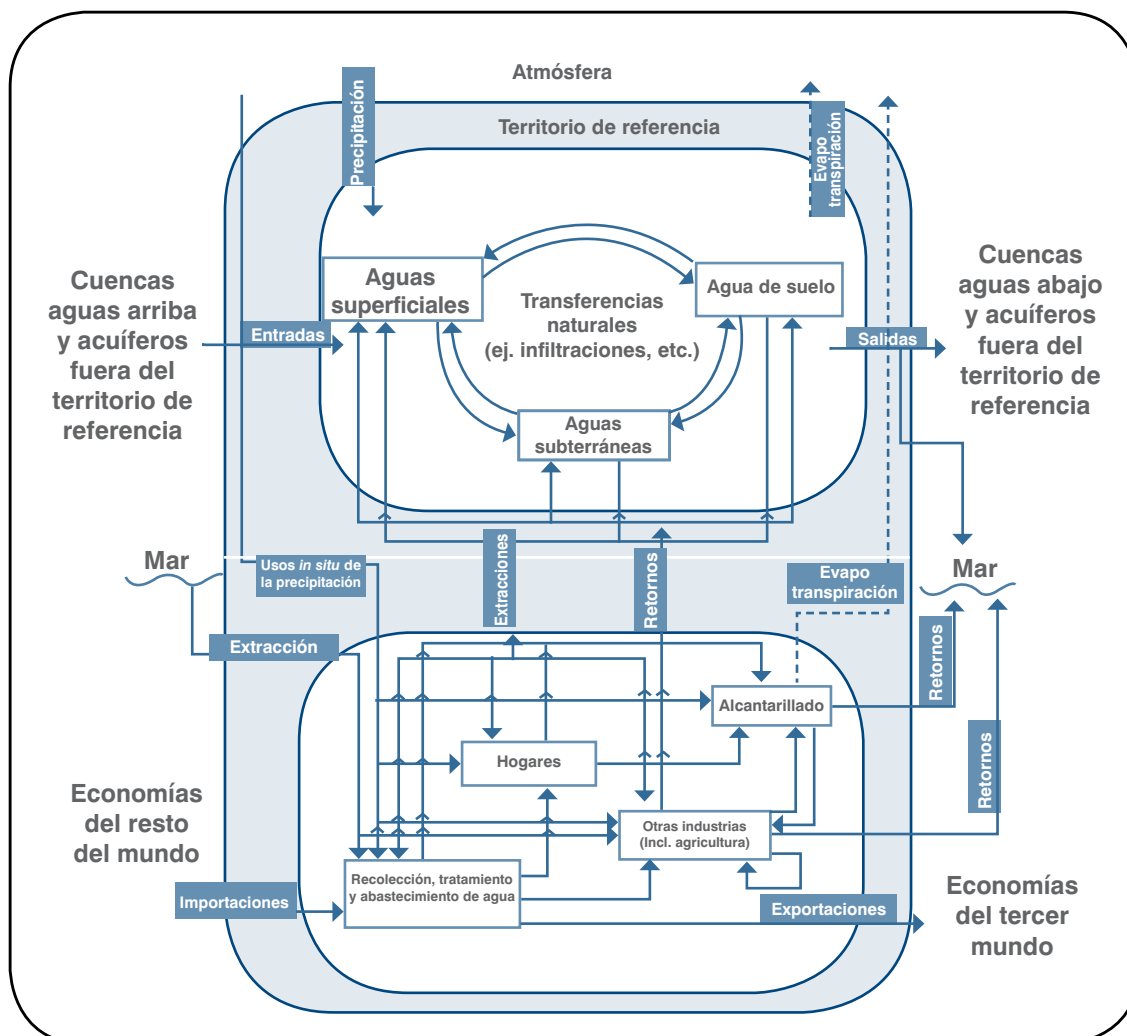 Atmósfera
Territorio de referencia
Precipitación
Evapo
transpiración
Aguas
superficiales
Agua de suelo
Transferencias
naturales
(ej. infiltraciones, etc.)
Aguas
subterráneas
Cuencas
aguas arriba
y acuíferos
fuera del
territorio de
referencia
Entradas
Salidas
Cuencas
aguas abajo
y acuíferos
fuera del
territorio de
referencia
Mar
Usos in situ de
la precipitación
Extracciones
Retornos
Evapo
transpiración
Mar
Extracción
Alcantarillado
Retornos
Retornos
Hogares
Economías
del resto
del mundo
Otras industrias
(Incl. agricultura)
Recolección, tratamiento
y abastecimiento de agua
Importaciones
Exportaciones
Economías
del tercer
mundo